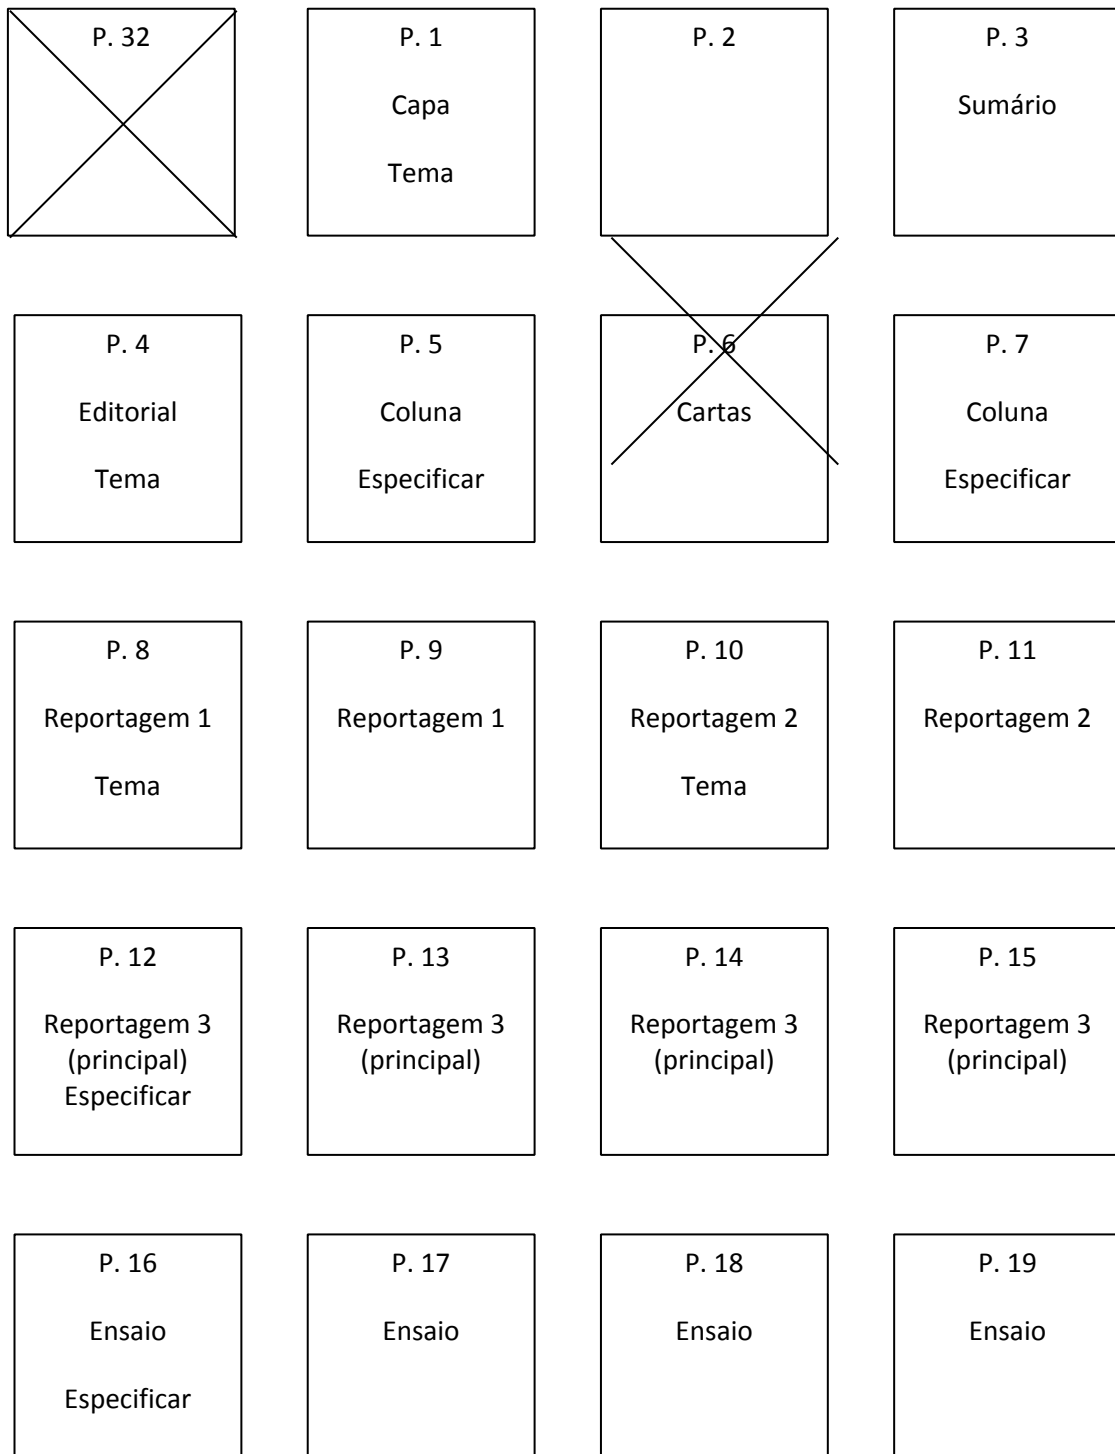 P. 32
P. 1
Capa
Tema
P. 2
P. 3
Sumário
P. 4
Editorial
Tema
P. 5
Coluna
Especificar
P. 6
Cartas
P. 7
Coluna
Especificar
P. 8
Reportagem 1
Tema
P. 9
Reportagem 1
P. 10
Reportagem 2
Tema
P. 11
Reportagem 2
P. 12
Reportagem 3
(principal)
Especificar
P. 13
Reportagem 3
(principal)
P. 14
Reportagem 3
(principal)
P. 15
Reportagem 3
(principal)
P. 16
Ensaio
Especificar
P. 17
Ensaio
P. 18
Ensaio
P. 19
Ensaio